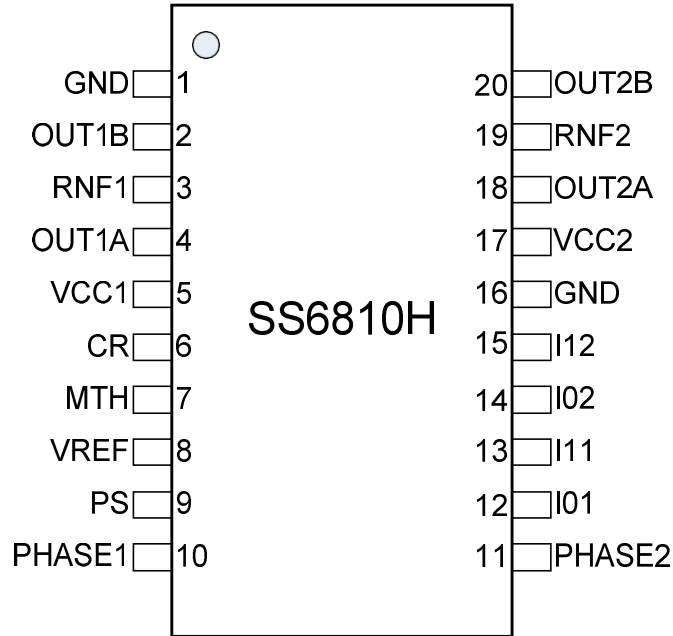 GND 1 20 OUT2B
OUT1B 2 19 RNF2
RNF1 3 18 OUT2A
OUT1A 4 17 VCC2
VCC1 5 16 GND
SS6810H
CR 6 15 I12
MTH 7 14 I02
VREF 8 13 I11
PS 9 12 I01
PHASE1 10 11 PHASE2